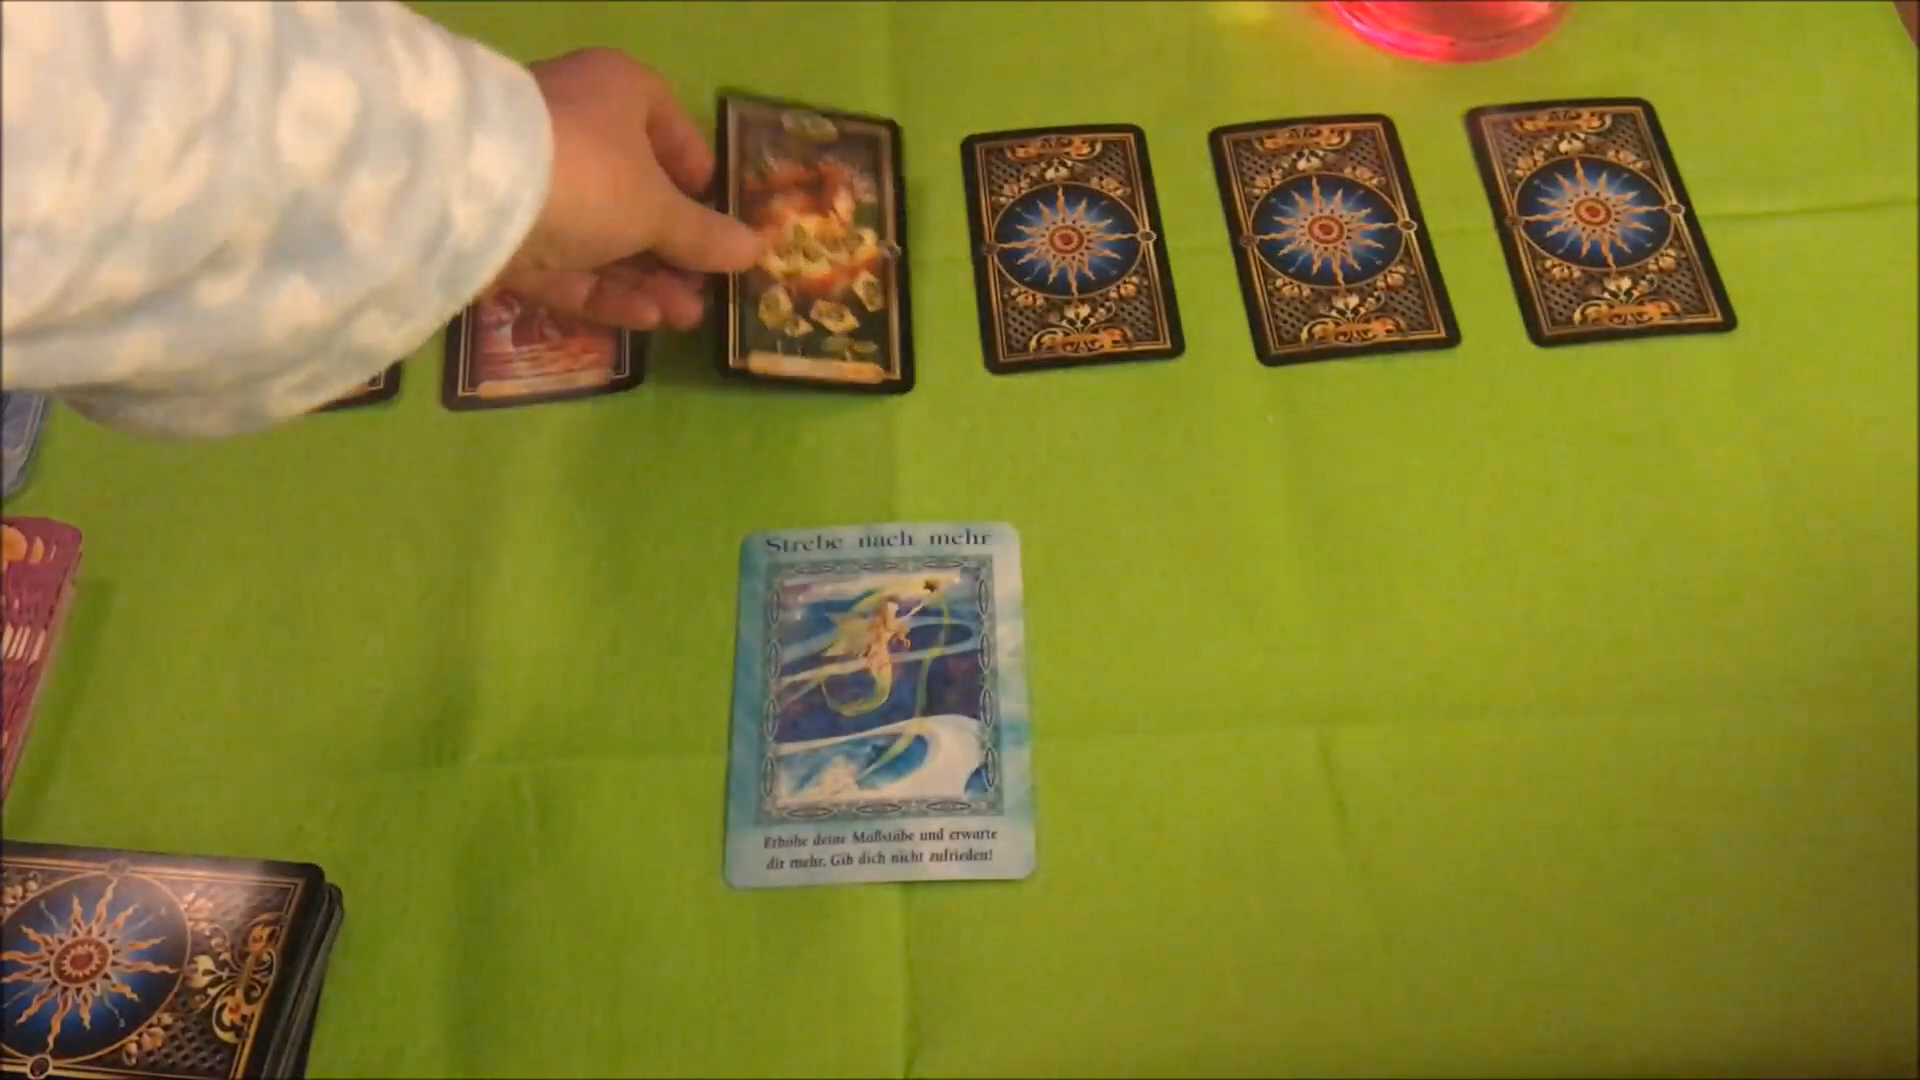 Strebe nach mehr
Erhöhe deine Maßstäbe und erwarte
dir mehr. Gib dich nicht zufrieden!